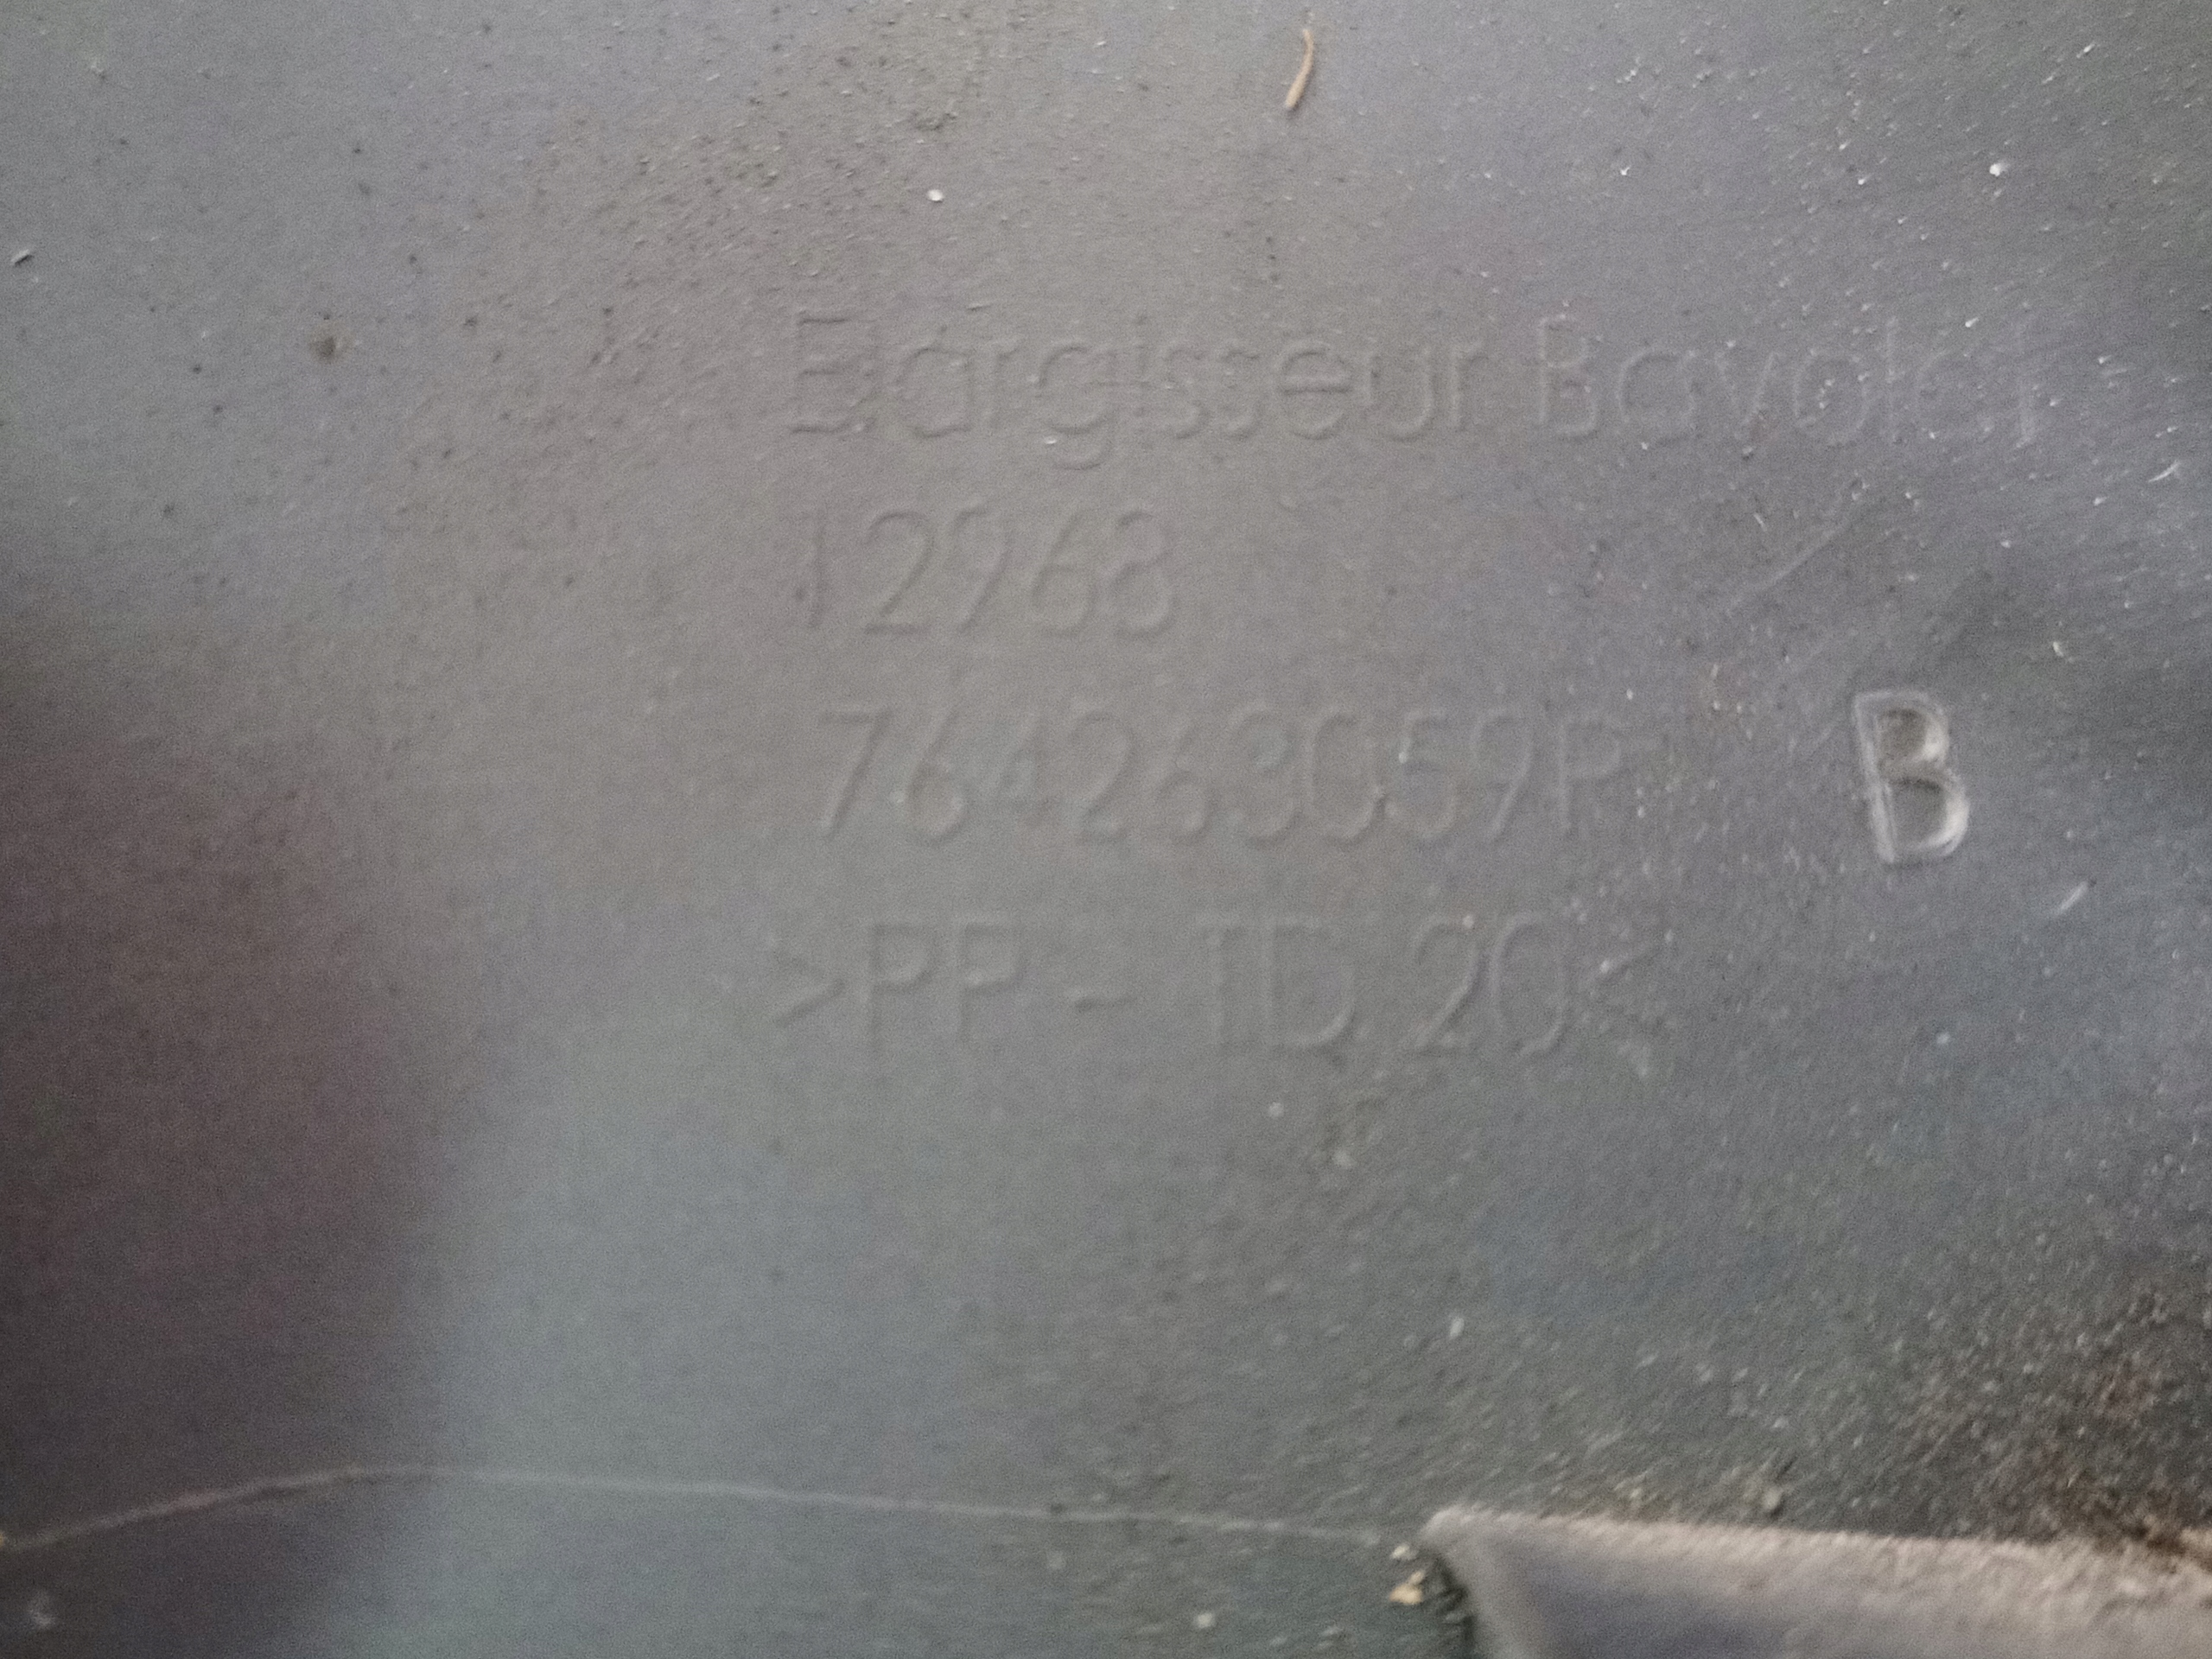 Elargisseur Bavolet
12968
764263059R
B
>PP - TD 20<